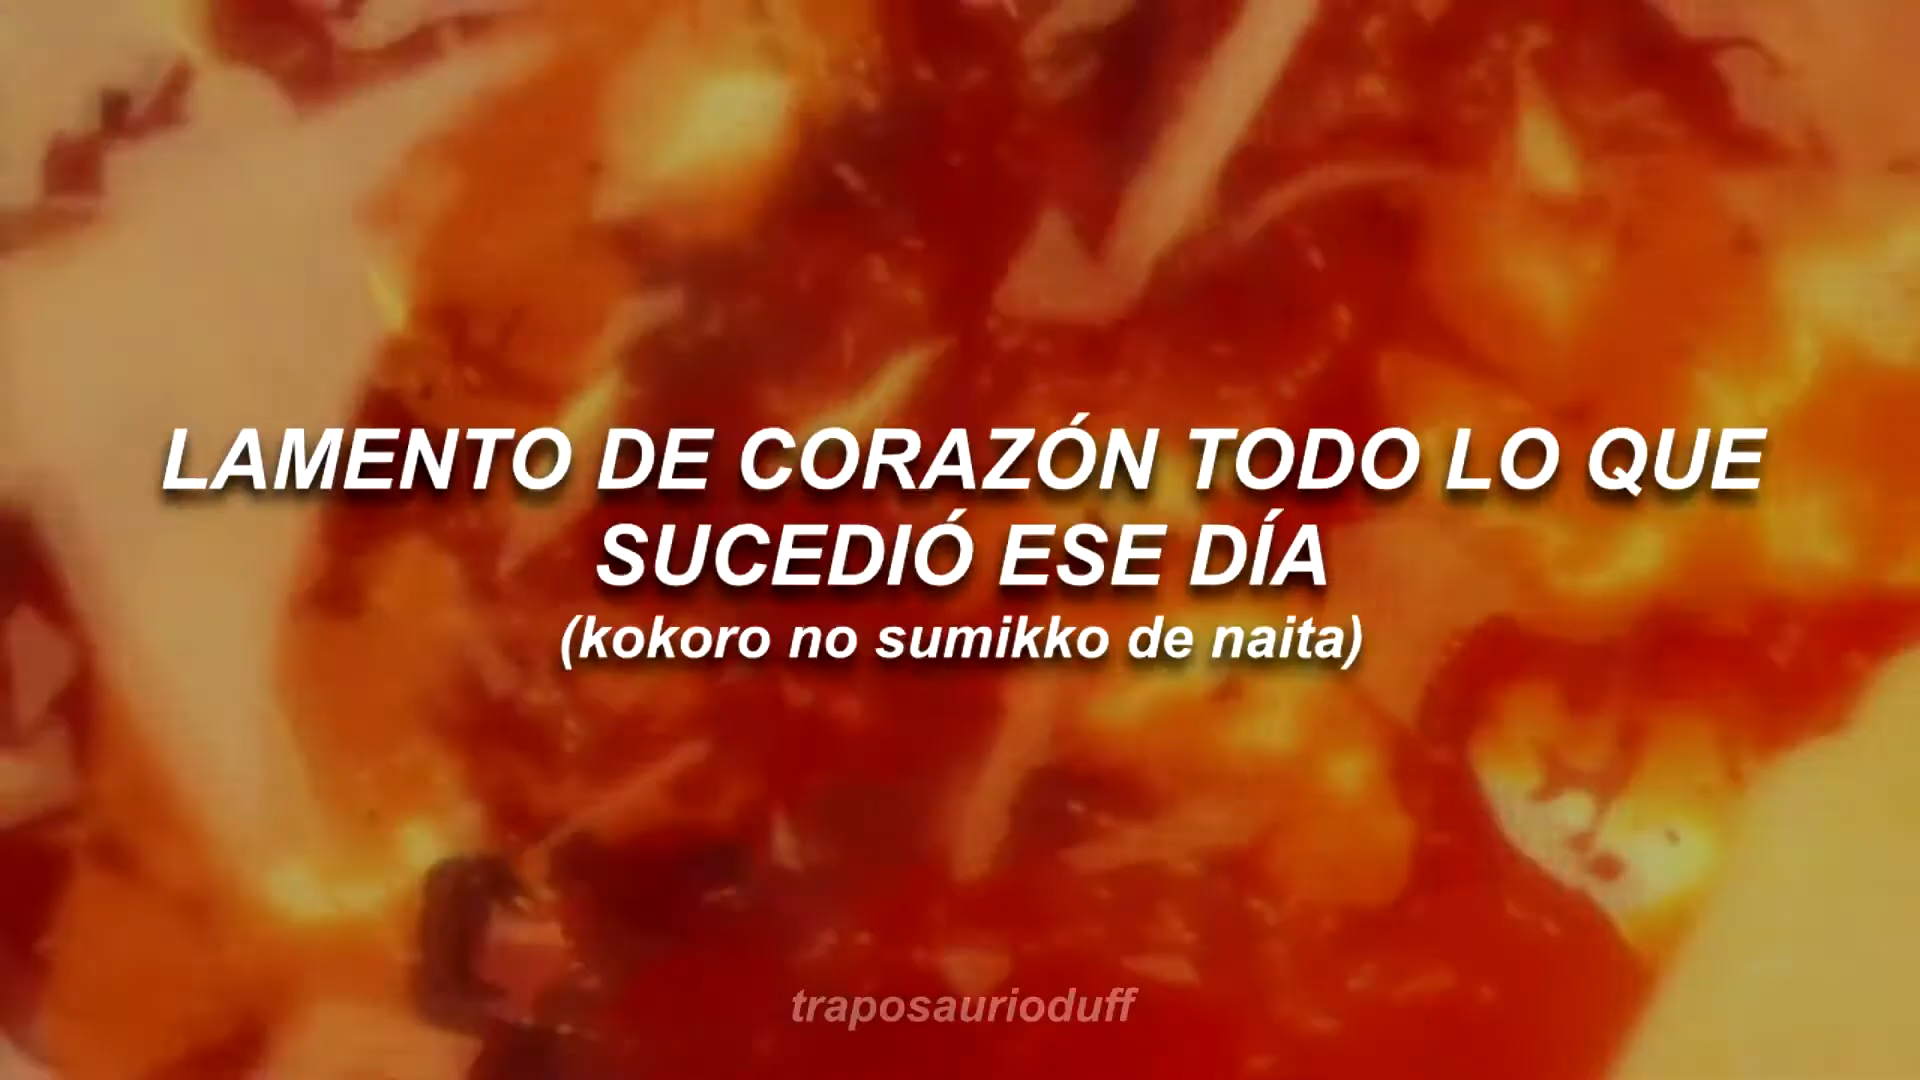 LAMENTO DE CORAZÓN TODO LO QUE
SUCEDIÓ ESE DÍA
(kokoro no sumikko de naita)
traposaurioduff